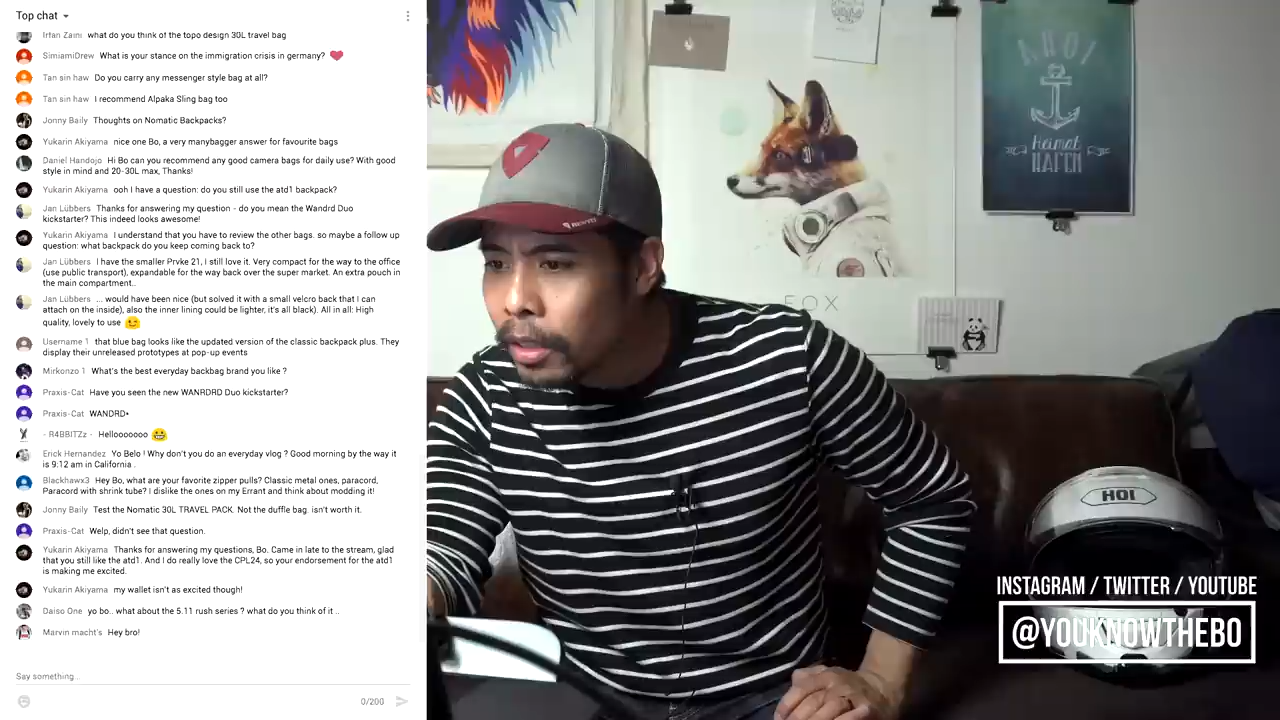 Top chat
Irfan Zaini what do you think of the topo design 30L travel bag
SimiamiDrew What is your stance on the immigration crisis in germany?
Tan sin haw Do you carry any messenger style bag at all?
Tan sin haw I recommend Alpaka Sling bag too
Jonny Baily Thoughts on Nomatic Backpacks?
Yukarin Akiyama nice one Bo, a very manybagger answer for favourite bags
Daniel Handojo Hi Bo can you recommend any good camera bags for daily use? With good
style in mind and 20-30L max, Thanks!
Yukarin Akiyama ooh I have a question: do you still use the atd1 backpack?
Jan Lübbers Thanks for answering my question - do you mean the Wandrd Duo
kickstarter? This indeed looks awesome!
Yukarin Akiyama I understand that you have to review the other bags. so maybe a follow up
question: what backpack do you keep coming back to?
Jan Lübbers I have the smaller Prvke 21, I still love it. Very compact for the way to the office
(use public transport), expandable for the way back over the super market. An extra pouch in
the main compartment..
Jan Lübbers ... would have been nice (but solved it with a small velcro back that I can
attach on the inside), also the inner lining could be lighter, it's all black). All in all: High
quality, lovely to use 😉
Username 1 that blue bag looks like the updated version of the classic backpack plus. They
display their unreleased prototypes at pop-up events
Mirkonzo 1 What's the best everyday backbag brand you like ?
Praxis-Cat Have you seen the new WANRDRD Duo kickstarter?
Praxis-Cat WANDRD*
- R4BBITZz - Hellooooooo 😀
Erick Hernandez Yo Belo ! Why don't you do an everyday vlog ? Good morning by the way it
is 9:12 am in California .
Blackhawx3 Hey Bo, what are your favorite zipper pulls? Classic metal ones, paracord,
Paracord with shrink tube? I dislike the ones on my Errant and think about modding it!
Jonny Baily Test the Nomatic 30L TRAVEL PACK. Not the duffle bag. isn't worth it.
Praxis-Cat Welp, didn't see that question.
Yukarin Akiyama Thanks for answering my questions, Bo. Came in late to the stream, glad
that you still like the atd1. And I do really love the CPL24, so your endorsement for the atd1
is making me excited.
Yukarin Akiyama my wallet isn't as excited though!
Daiso One yo bo.. what about the 5.11 rush series ? what do you think of it ..
Marvin macht's Hey bro!
Say something...
0/200
AHOI
Heimat
HAFEN
FOX
INSTAGRAM / TWITTER / YOUTUBE
@YOUKNOWTHEBO